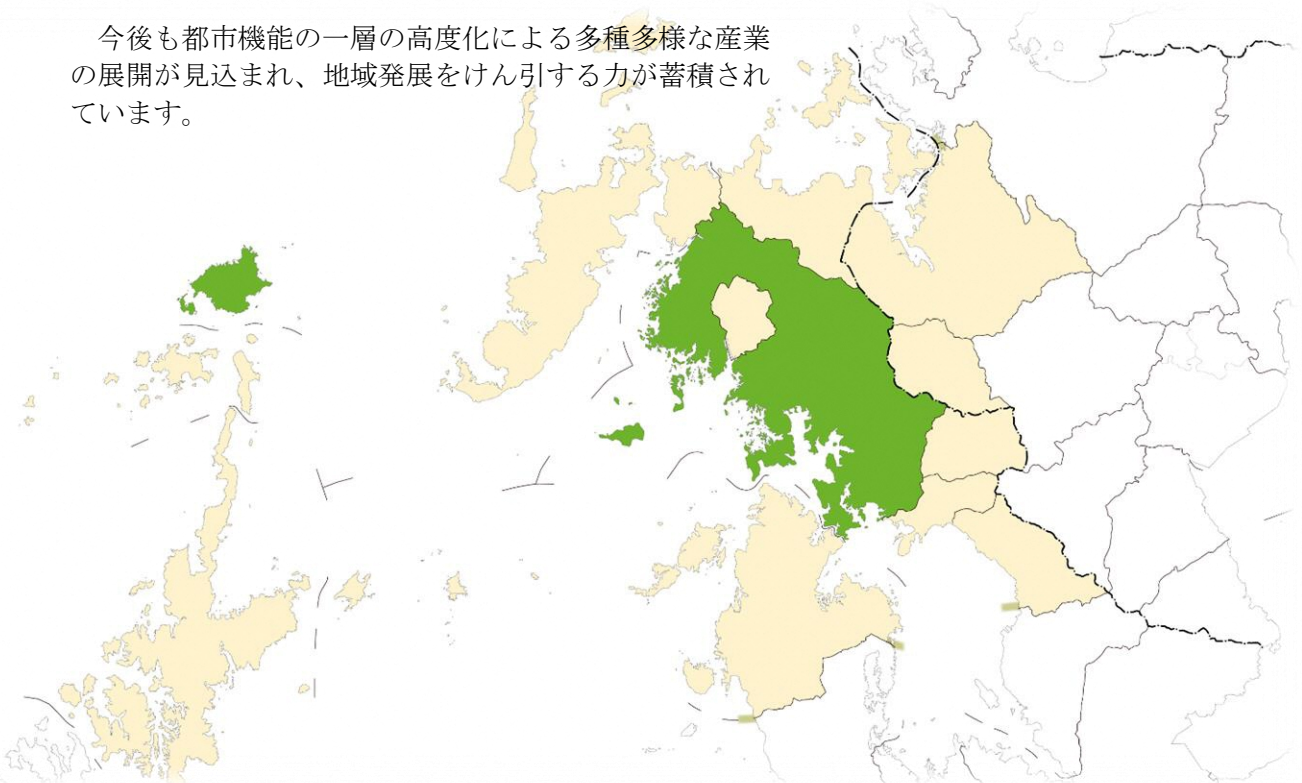 今後も都市機能の一層の高度化による多種多様な産業
の展開が見込まれ、地域発展をけん引する力が蓄積され
ています。